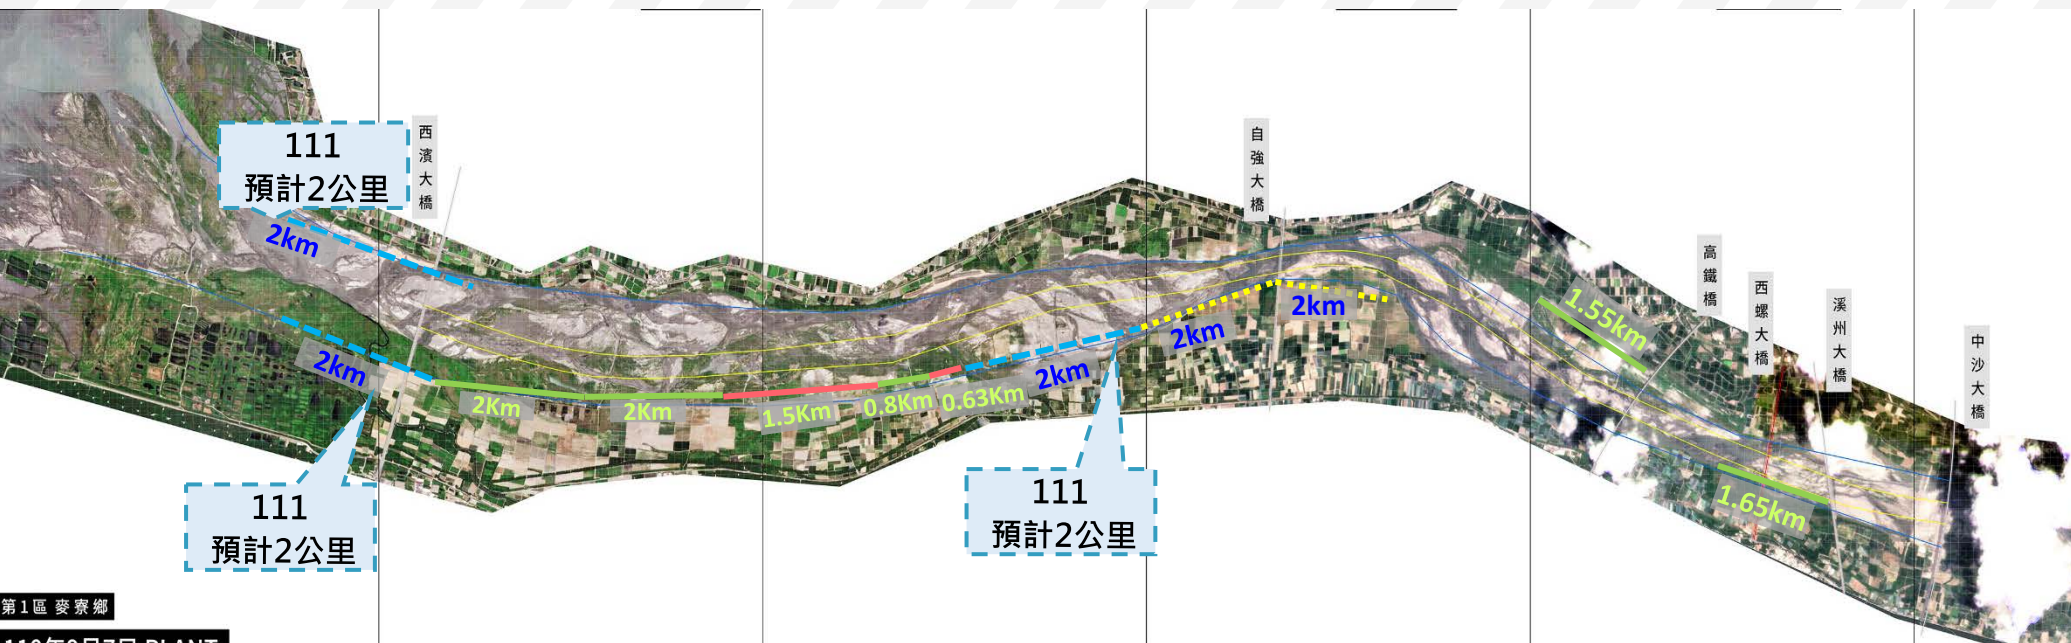 111
預計2公里
西濱大橋
自強大橋
高鐵橋
西螺大橋
溪州大橋
中沙大橋
2km
2km
2Km
2Km
1.5Km
0.8Km
0.63Km
2km
2km
2km
1.55km
1.65km
111
預計2公里
111
預計2公里
第1區 麥寮鄉